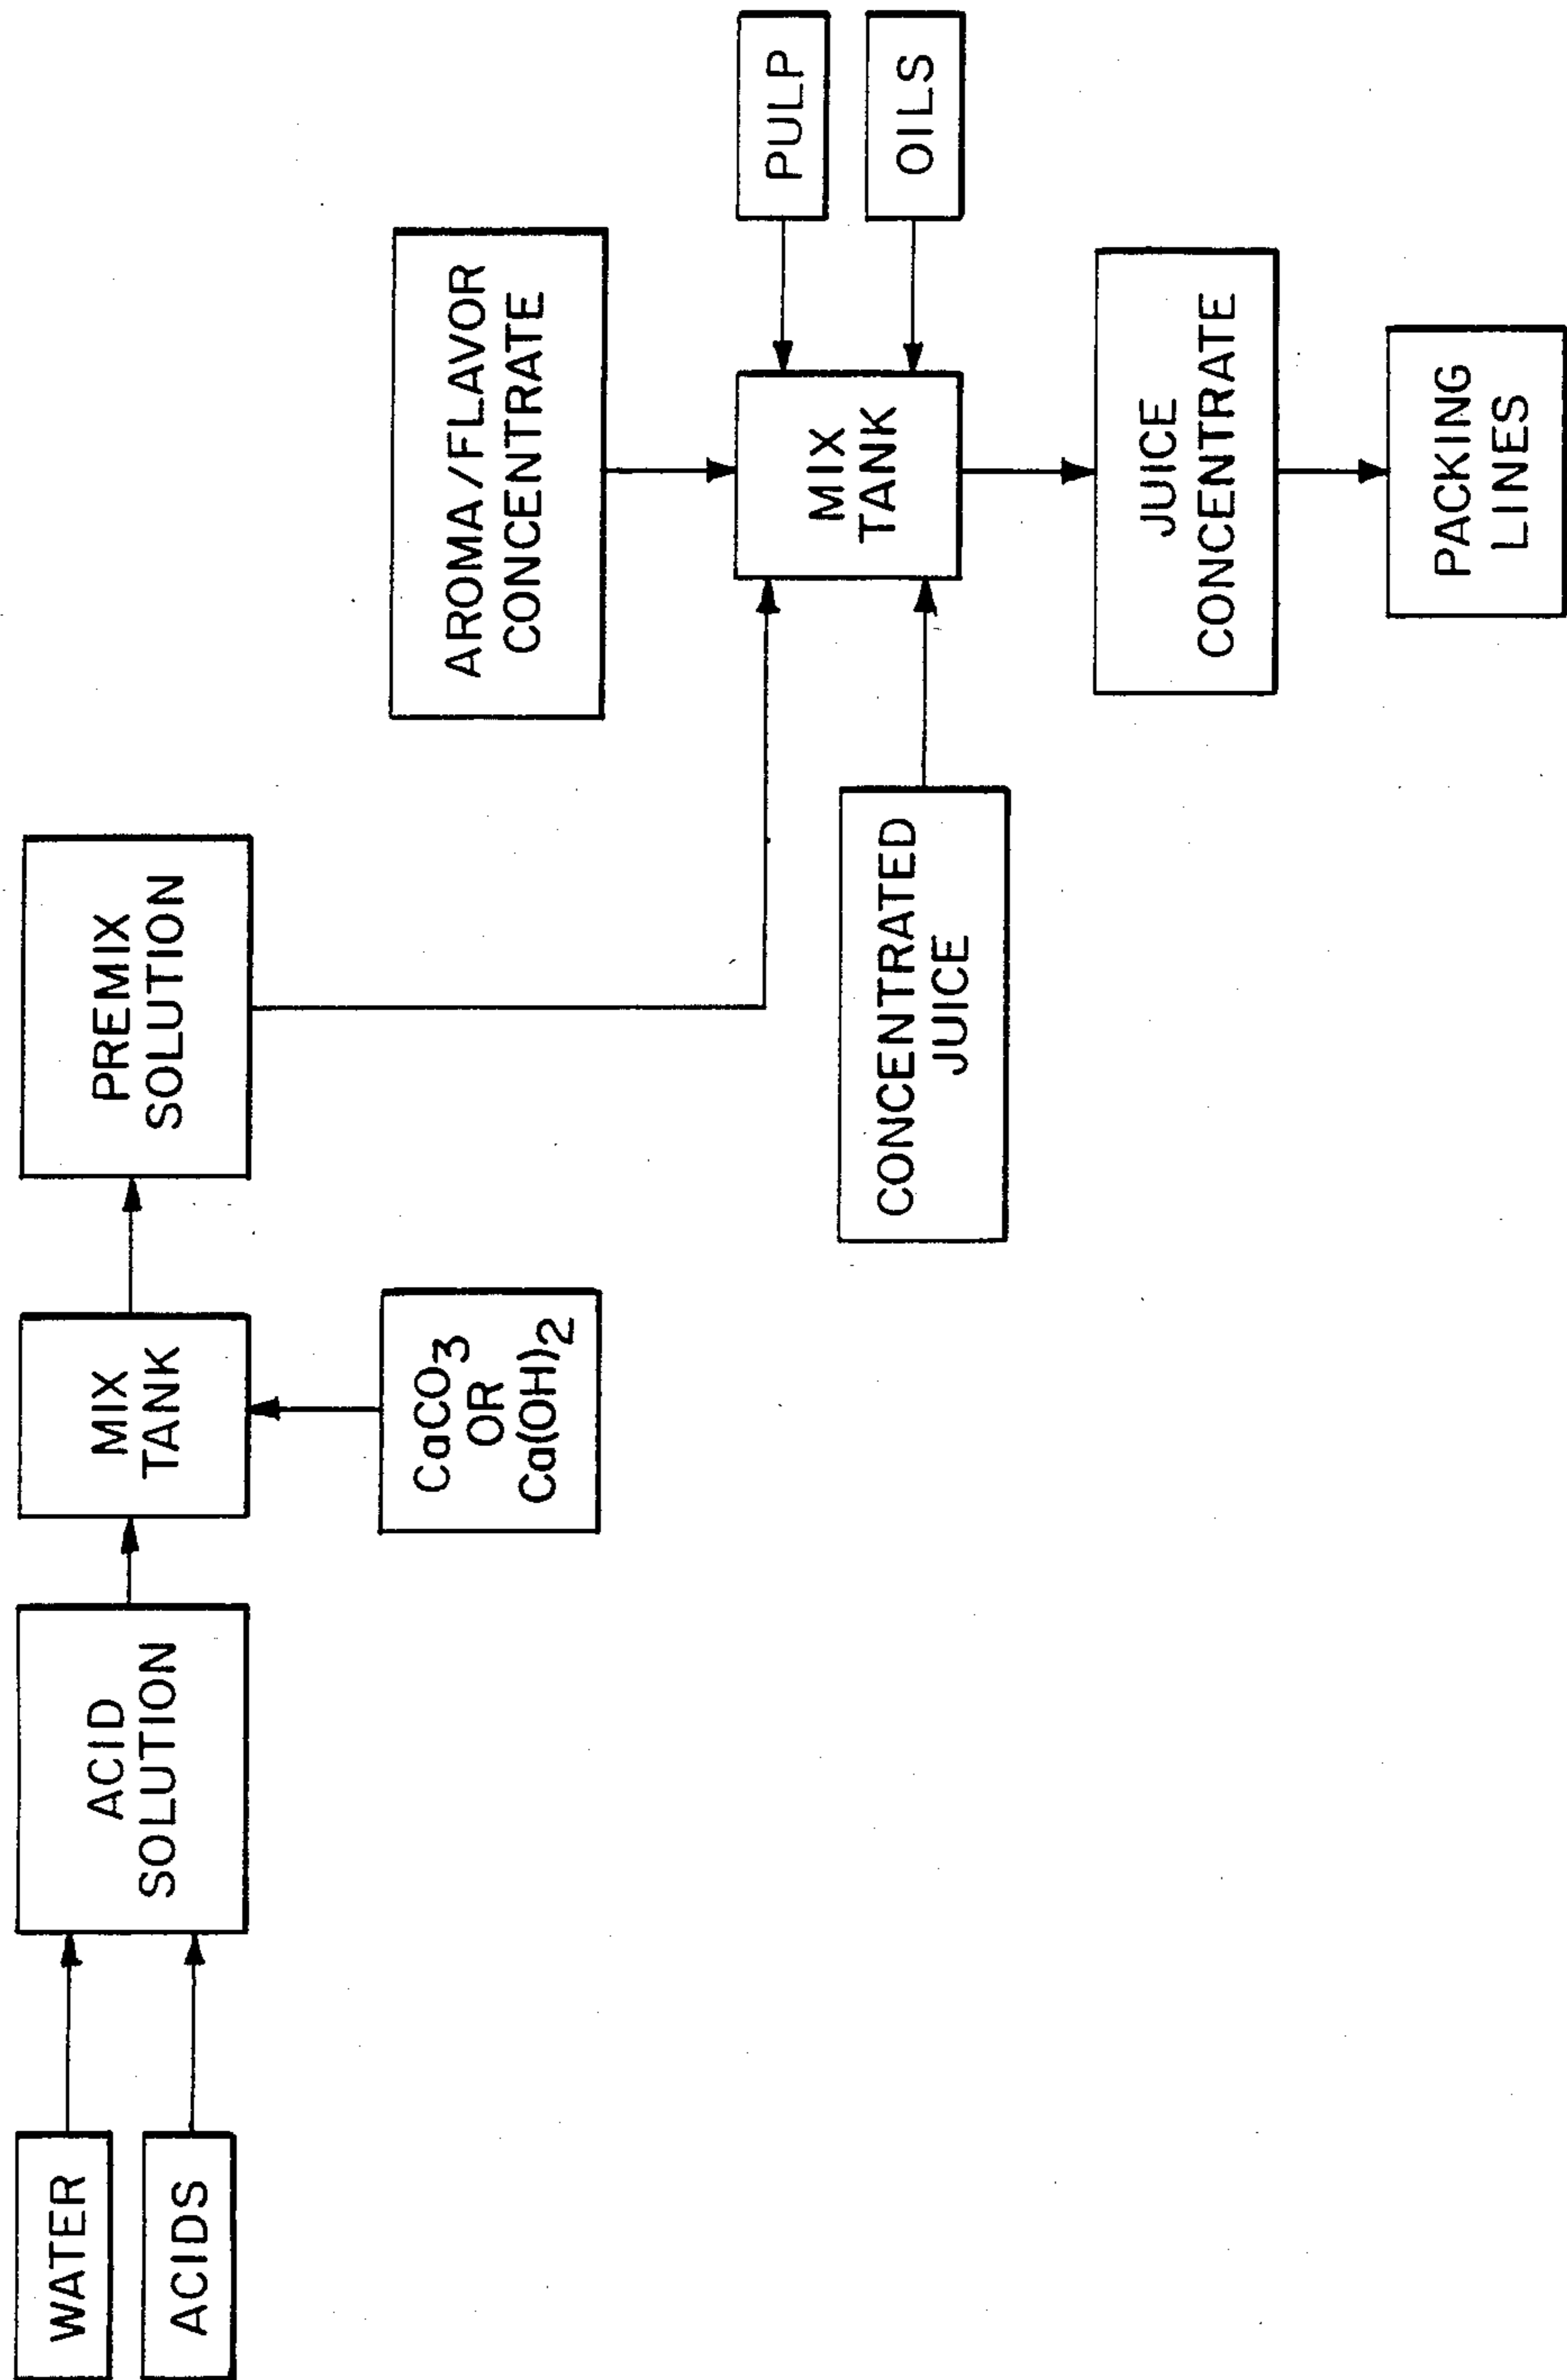 WATER
ACIDS
ACID
SOLUTION
MIX
TANK
CaCO3
OR
Ca(OH)2
PREMIX
SOLUTION
CONCENTRATED
JUICE
AROMA/FLAVOR
CONCENTRATE
MIX
TANK
PULP
OILS
JUICE
CONCENTRATE
PACKING
LINES